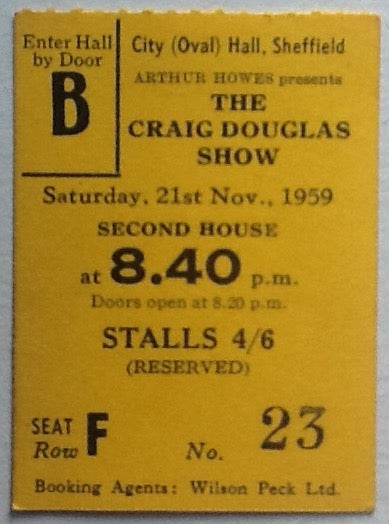 Enter Hall
by Door
B
City (Oval) Hall, Sheffield
ARTHUR HOWES presents
THE
CRAIG DOUGLAS
SHOW
Saturday, 21st Nov., 1959
SECOND HOUSE
at 8.40 p.m.
Doors open at 8.20 p.m.
STALLS 4/6
(RESERVED)
SEAT
Row F No. 23
Booking Agents: Wilson Peck Ltd.